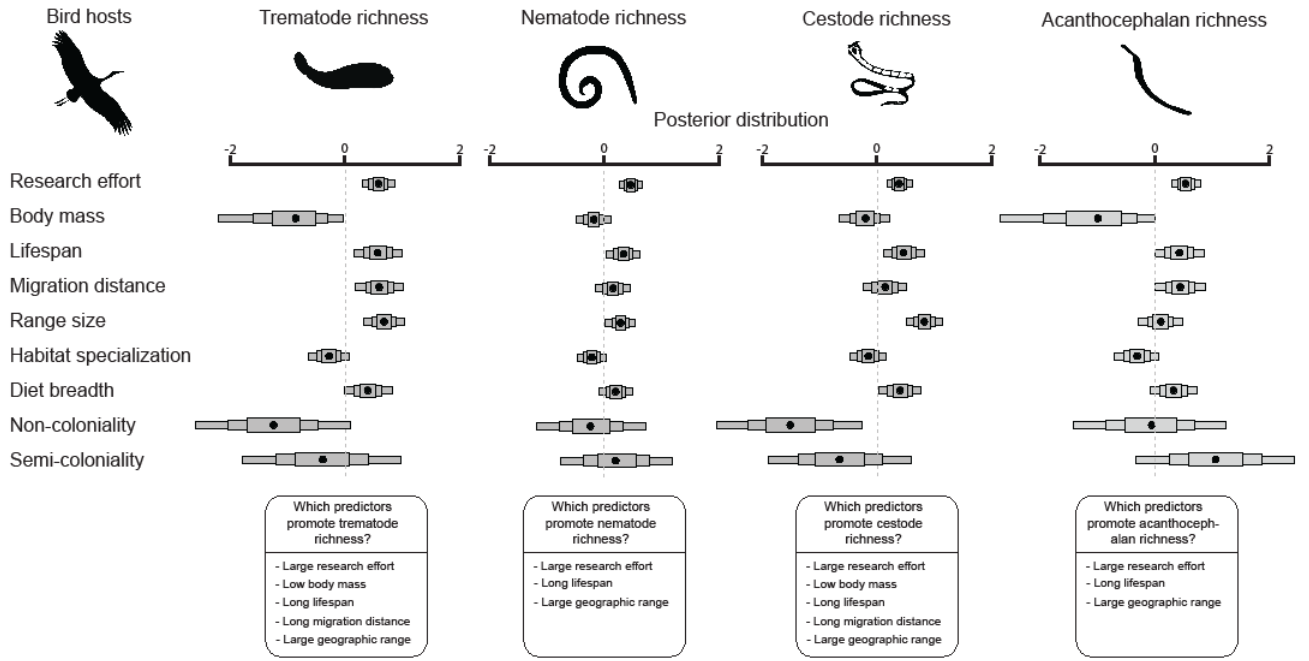 Bird hosts
Trematode richness
Nematode richness
Cestode richness
Acanthocephalan richness
Posterior distribution
-2 0 2
-2 0 2
-2 0 2
-2 0 2
Research effort
Body mass
Lifespan
Migration distance
Range size
Habitat specialization
Diet breadth
Non-coloniality
Semi-coloniality
Which predictors
promote trematode
richness?
- Large research effort
- Low body mass
- Long lifespan
- Long migration distance
- Large geographic range
Which predictors
promote nematode
richness?
- Large research effort
- Long lifespan
- Large geographic range
Which predictors
promote cestode
richness?
- Large research effort
- Low body mass
- Long lifespan
- Long migration distance
- Large geographic range
Which predictors
promote acanthoceph-
alan richness?
- Large research effort
- Long lifespan
- Large geographic range